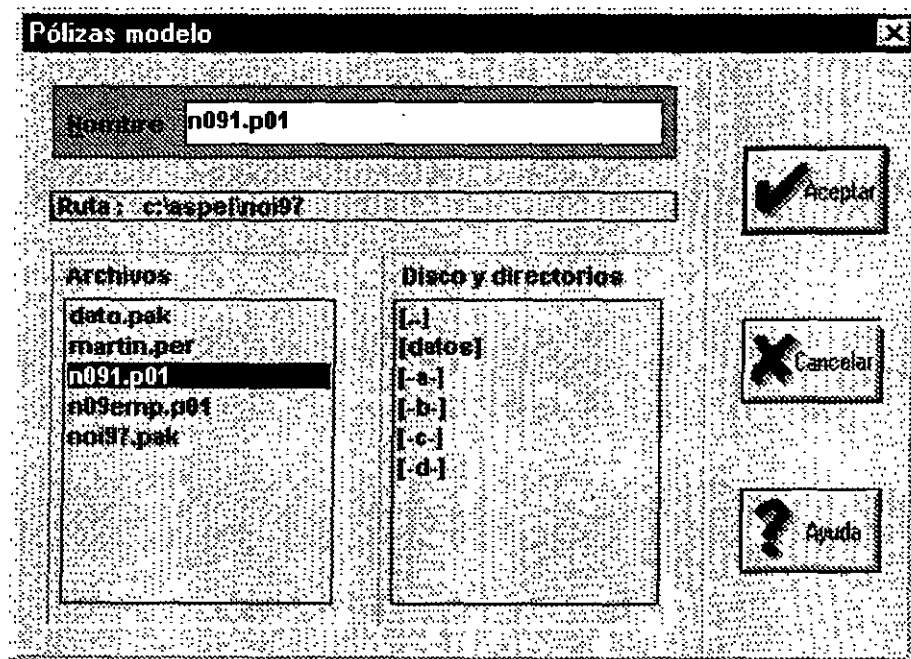 Pólizas modelo
Nombre n091.p01
Ruta: c:\aspel\noi97
Archivos
dato.pak
martin.per
n091.p01
n09emp.p01
noi97.pak
Disco y directorios
[..]
[datos]
[-a-]
[-b-]
[-c-]
[-d-]
Aceptar
Cancelar
Ayuda